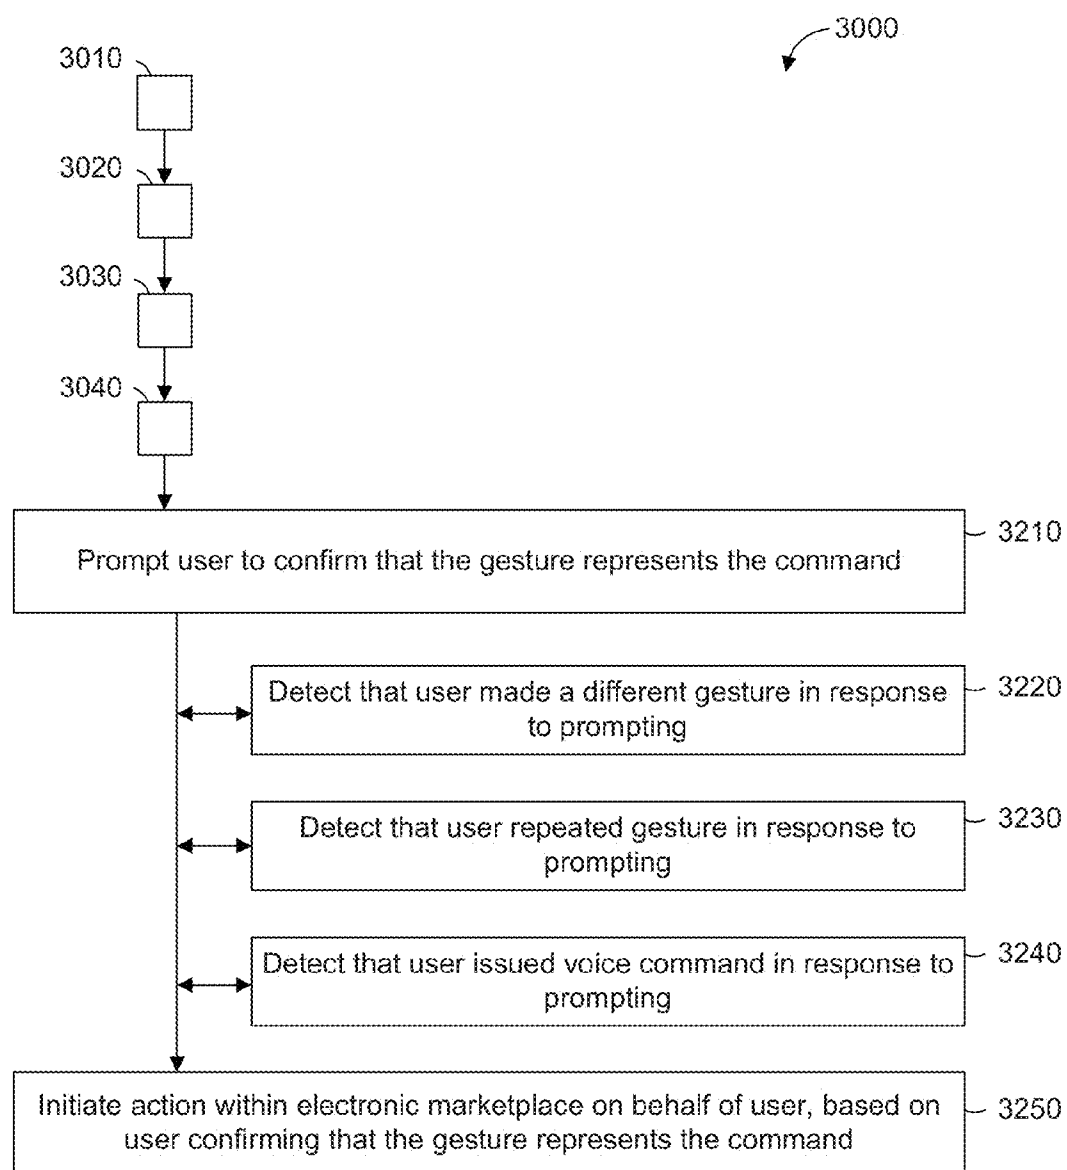 3000
3010
3020
3030
3040
Prompt user to confirm that the gesture represents the command
3210
Detect that user made a different gesture in response
to prompting
3220
Detect that user repeated gesture in response to
prompting
3230
Detect that user issued voice command in response to
prompting
3240
Initiate action within electronic marketplace on behalf of user, based on
user confirming that the gesture represents the command
3250